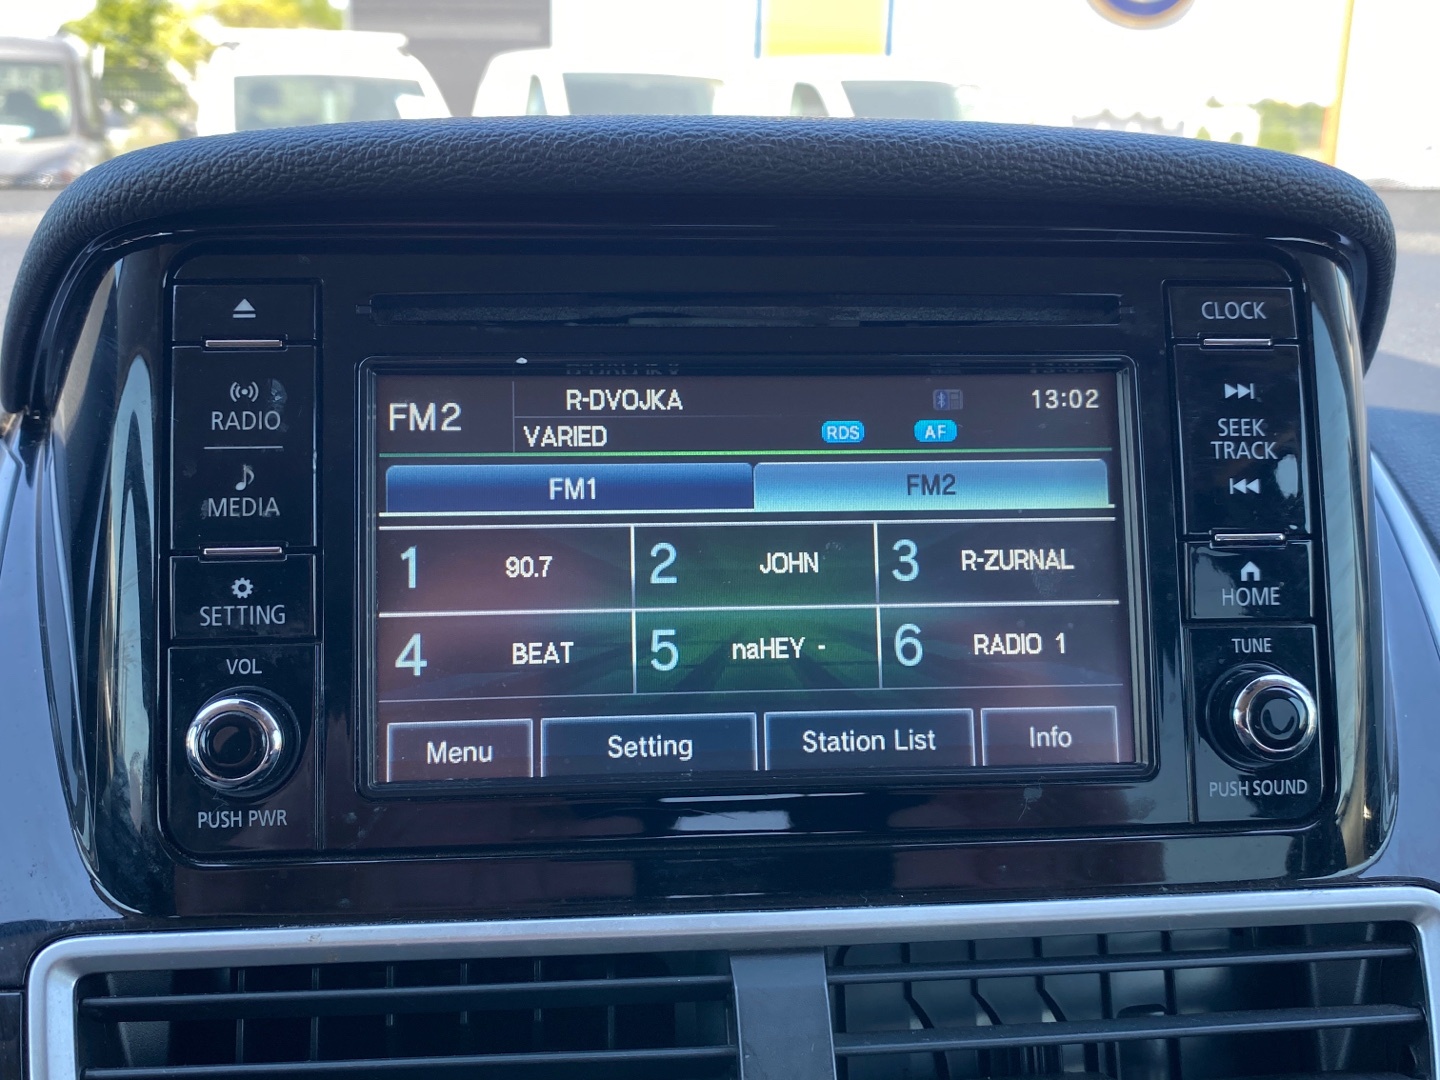 RADIO
MEDIA
SETTING
VOL
PUSH PWR
FM2
R-DVOJKA
13:02
VARIED
RDS
AF
FM1
FM2
1 90.7
2 JOHN
3 R-ZURNAL
4 BEAT
5 naHEY -
6 RADIO 1
Menu
Setting
Station List
Info
CLOCK
SEEK
TRACK
HOME
TUNE
PUSH SOUND